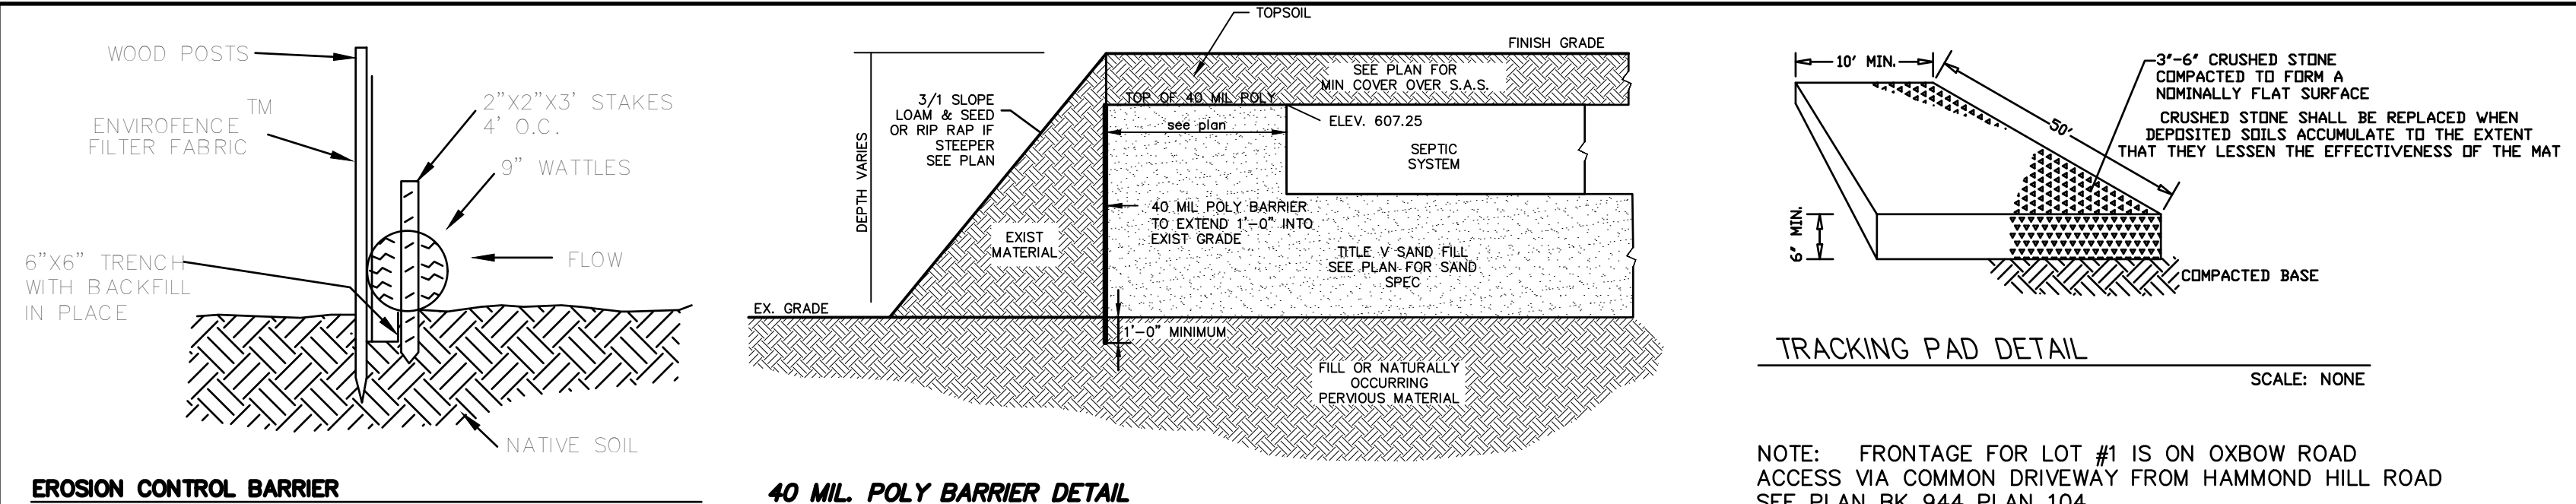 WOOD POSTS
TM
ENVIROFENCE
FILTER FABRIC
2"X2"X3' STAKES
4' O.C.
9" WATTLES
FLOW
6"X6" TRENCH
WITH BACKFILL
IN PLACE
NATIVE SOIL
EROSION CONTROL BARRIER
TOPSOIL
FINISH GRADE
SEE PLAN FOR
MIN COVER OVER S.A.S.
TOP OF 40 MIL POLY
3/1 SLOPE
LOAM & SEED
OR RIP RAP IF
STEEPER
SEE PLAN
DEPTH VARIES
see plan
ELEV. 607.25
SEPTIC
SYSTEM
40 MIL POLY BARRIER
TO EXTEND 1'-0" INTO
EXIST GRADE
EXIST
MATERIAL
TITLE V SAND FILL
SEE PLAN FOR SAND
SPEC
EX. GRADE
1'-0" MINIMUM
FILL OR NATURALLY
OCCURRING
PERVIOUS MATERIAL
40 MIL. POLY BARRIER DETAIL
10' MIN.
3"-6" CRUSHED STONE
COMPACTED TO FORM A
NOMINALLY FLAT SURFACE
CRUSHED STONE SHALL BE REPLACED WHEN
DEPOSITED SOILS ACCUMULATE TO THE EXTENT
THAT THEY LESSEN THE EFFECTIVENESS OF THE MAT
50'
6" MIN.
COMPACTED BASE
TRACKING PAD DETAIL
SCALE: NONE
NOTE: FRONTAGE FOR LOT #1 IS ON OXBOW ROAD
ACCESS VIA COMMON DRIVEWAY FROM HAMMOND HILL ROAD
SEE PLAN BK 944 PLAN 104